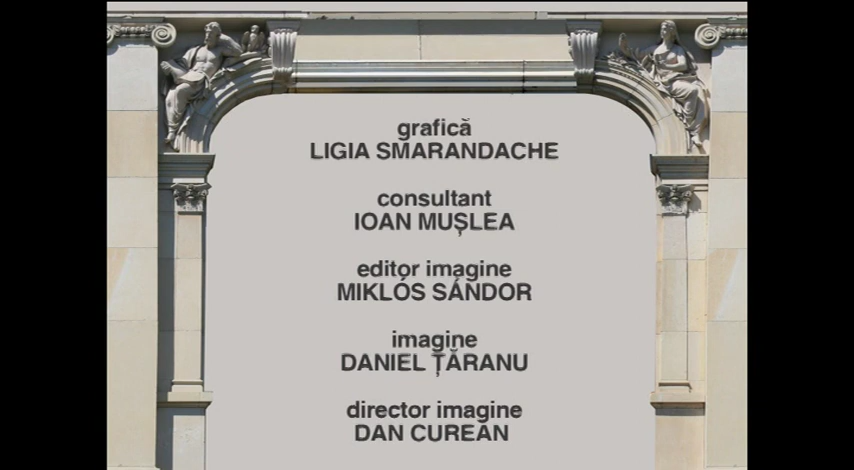 grafică
LIGIA SMARANDACHE
consultant
IOAN MUȘLEA
editor imagine
MIKLÓS SÁNDOR
imagine
DANIEL ȚĂRANU
director imagine
DAN CUREAN